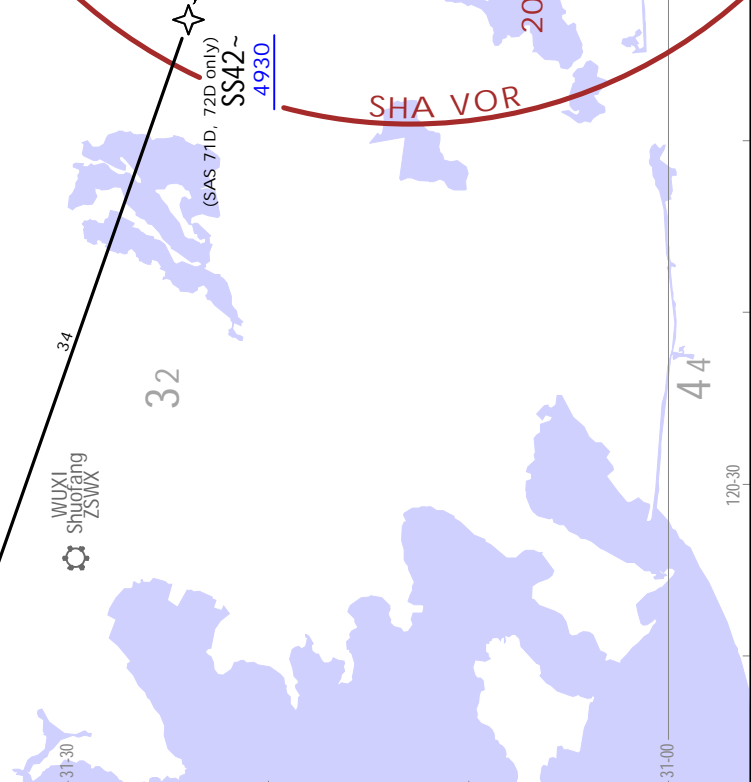 20
SHA VOR
(SAS 71D, 72D only)
SS42~
4930
34
32
44
WUXI
Shuofang
ZSWX
120-30
31-30
31-00